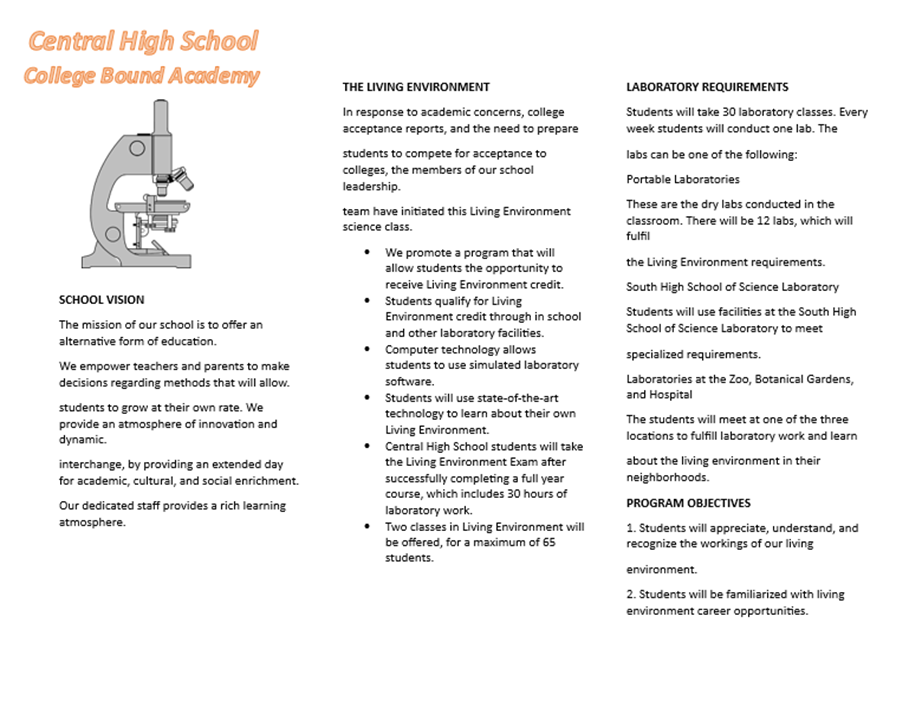 Central High School
College Bound Academy
SCHOOL VISION
The mission of our school is to offer an
alternative form of education.
We empower teachers and parents to make
decisions regarding methods that will allow.
students to grow at their own rate. We
provide an atmosphere of innovation and
dynamic.
interchange, by providing an extended day
for academic, cultural, and social enrichment.
Our dedicated staff provides a rich learning
atmosphere.
THE LIVING ENVIRONMENT
In response to academic concerns, college
acceptance reports, and the need to prepare
students to compete for acceptance to
colleges, the members of our school
leadership.
team have initiated this Living Environment
science class.
• We promote a program that will
allow students the opportunity to
receive Living Environment credit.
• Students qualify for Living
Environment credit through in school
and other laboratory facilities.
• Computer technology allows
students to use simulated laboratory
software.
• Students will use state-of-the-art
technology to learn about their own
Living Environment.
• Central High School students will take
the Living Environment Exam after
successfully completing a full year
course, which includes 30 hours of
laboratory work.
• Two classes in Living Environment will
be offered, for a maximum of 65
students.
LABORATORY REQUIREMENTS
Students will take 30 laboratory classes. Every
week students will conduct one lab. The
labs can be one of the following:
Portable Laboratories
These are the dry labs conducted in the
classroom. There will be 12 labs, which will
fulfil
the Living Environment requirements.
South High School of Science Laboratory
Students will use facilities at the South High
School of Science Laboratory to meet
specialized requirements.
Laboratories at the Zoo, Botanical Gardens,
and Hospital
The students will meet at one of the three
locations to fulfill laboratory work and learn
about the living environment in their
neighborhoods.
PROGRAM OBJECTIVES
1. Students will appreciate, understand, and
recognize the workings of our living
environment.
2. Students will be familiarized with living
environment career opportunities.